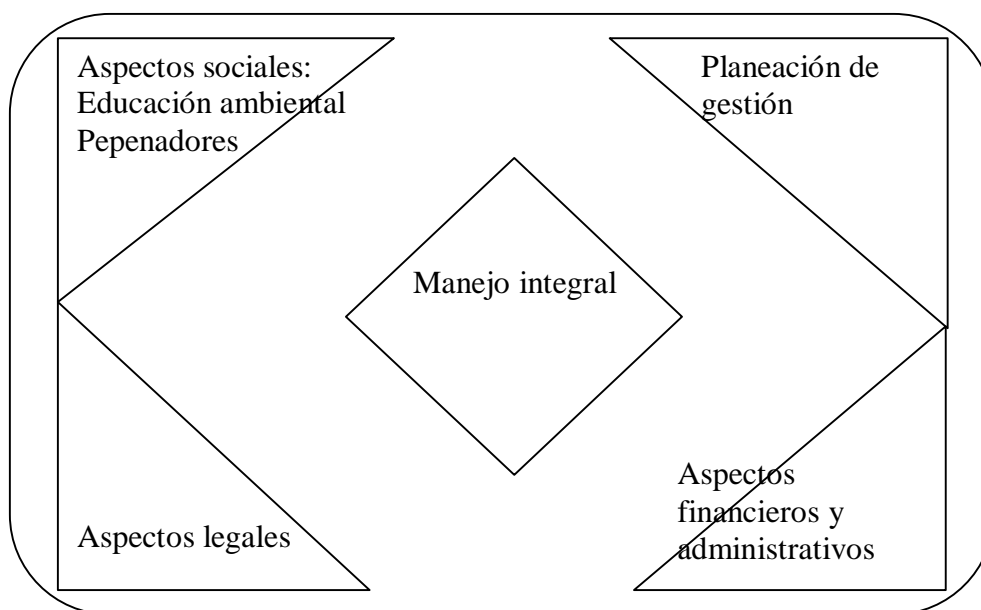 Aspectos sociales:
Educación ambiental
Pepenadores
Planeación de
gestión
Manejo integral
Aspectos legales
Aspectos
financieros y
administrativos